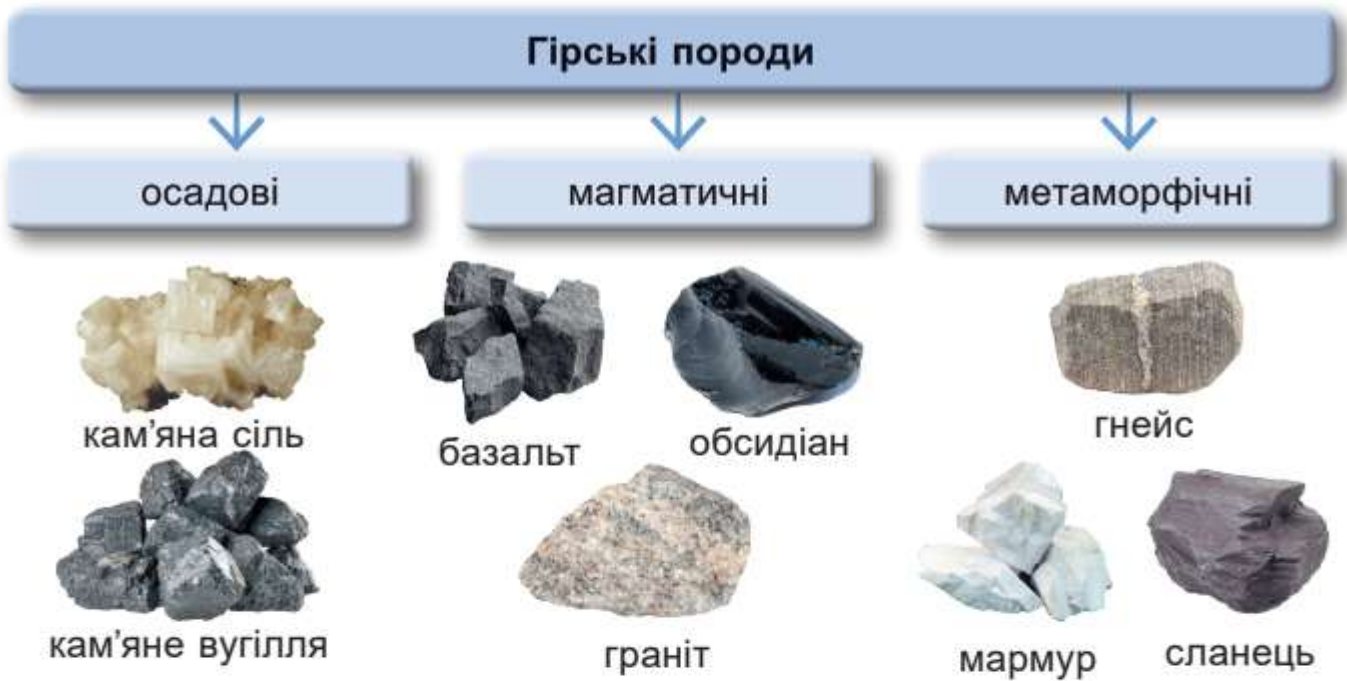 Гірські породи
осадові
магматичні
метаморфічні
кам’яна сіль
базальт
обсидіан
гнейс
кам’яне вугілля
граніт
мармур
сланець